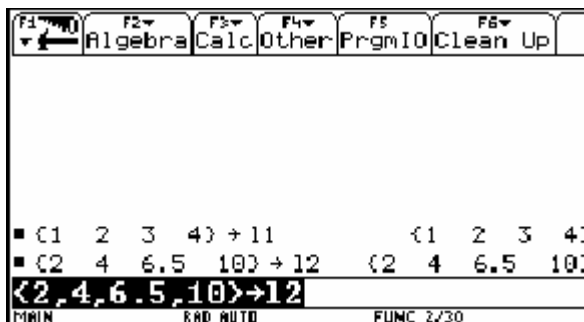 F1 F2 Algebra F3 Calc F4 Other F5 PrgmIO F6 Clean Up
{1 2 3 4} → l1 {1 2 3 4}
{2 4 6.5 10} → l2 {2 4 6.5 10}
{2,4,6.5,10}→l2
MAIN RAD AUTO FUNC 2/30